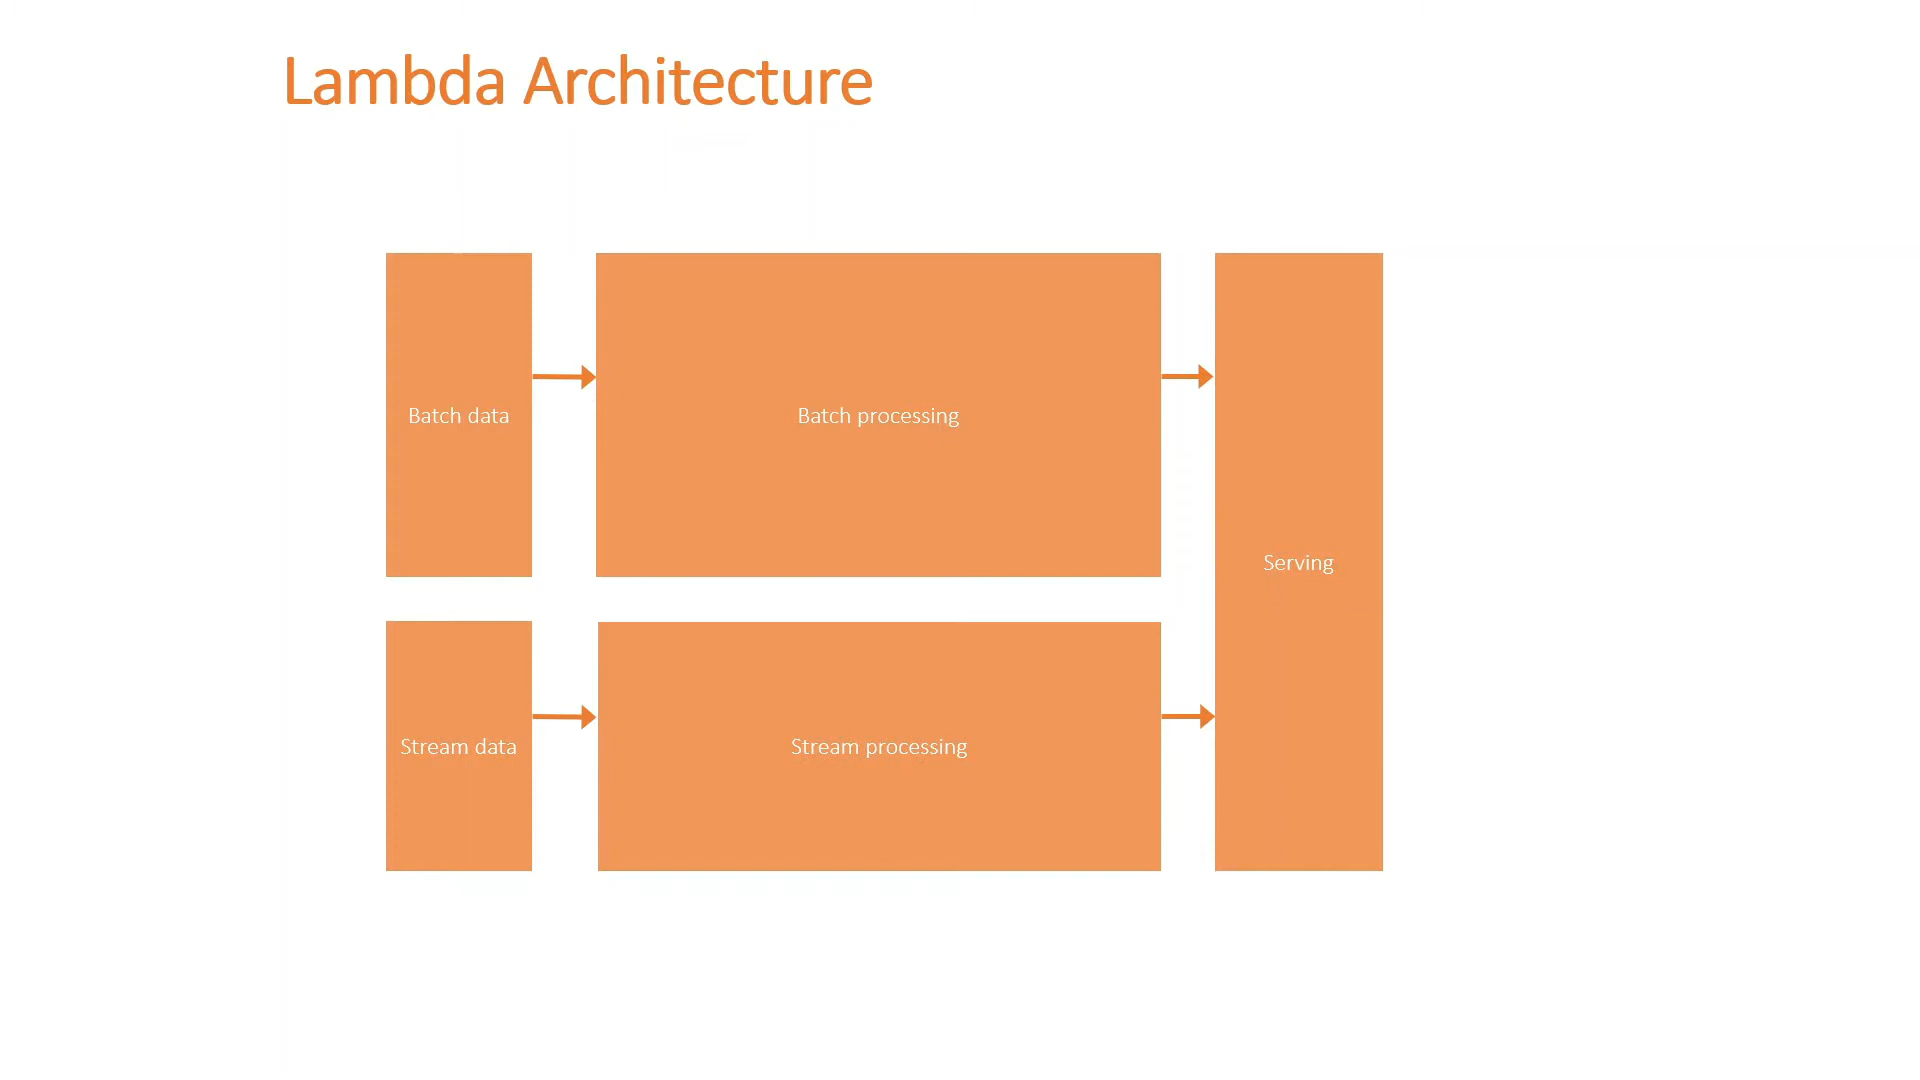 Lambda Architecture
Batch data
Batch processing
Serving
Stream data
Stream processing